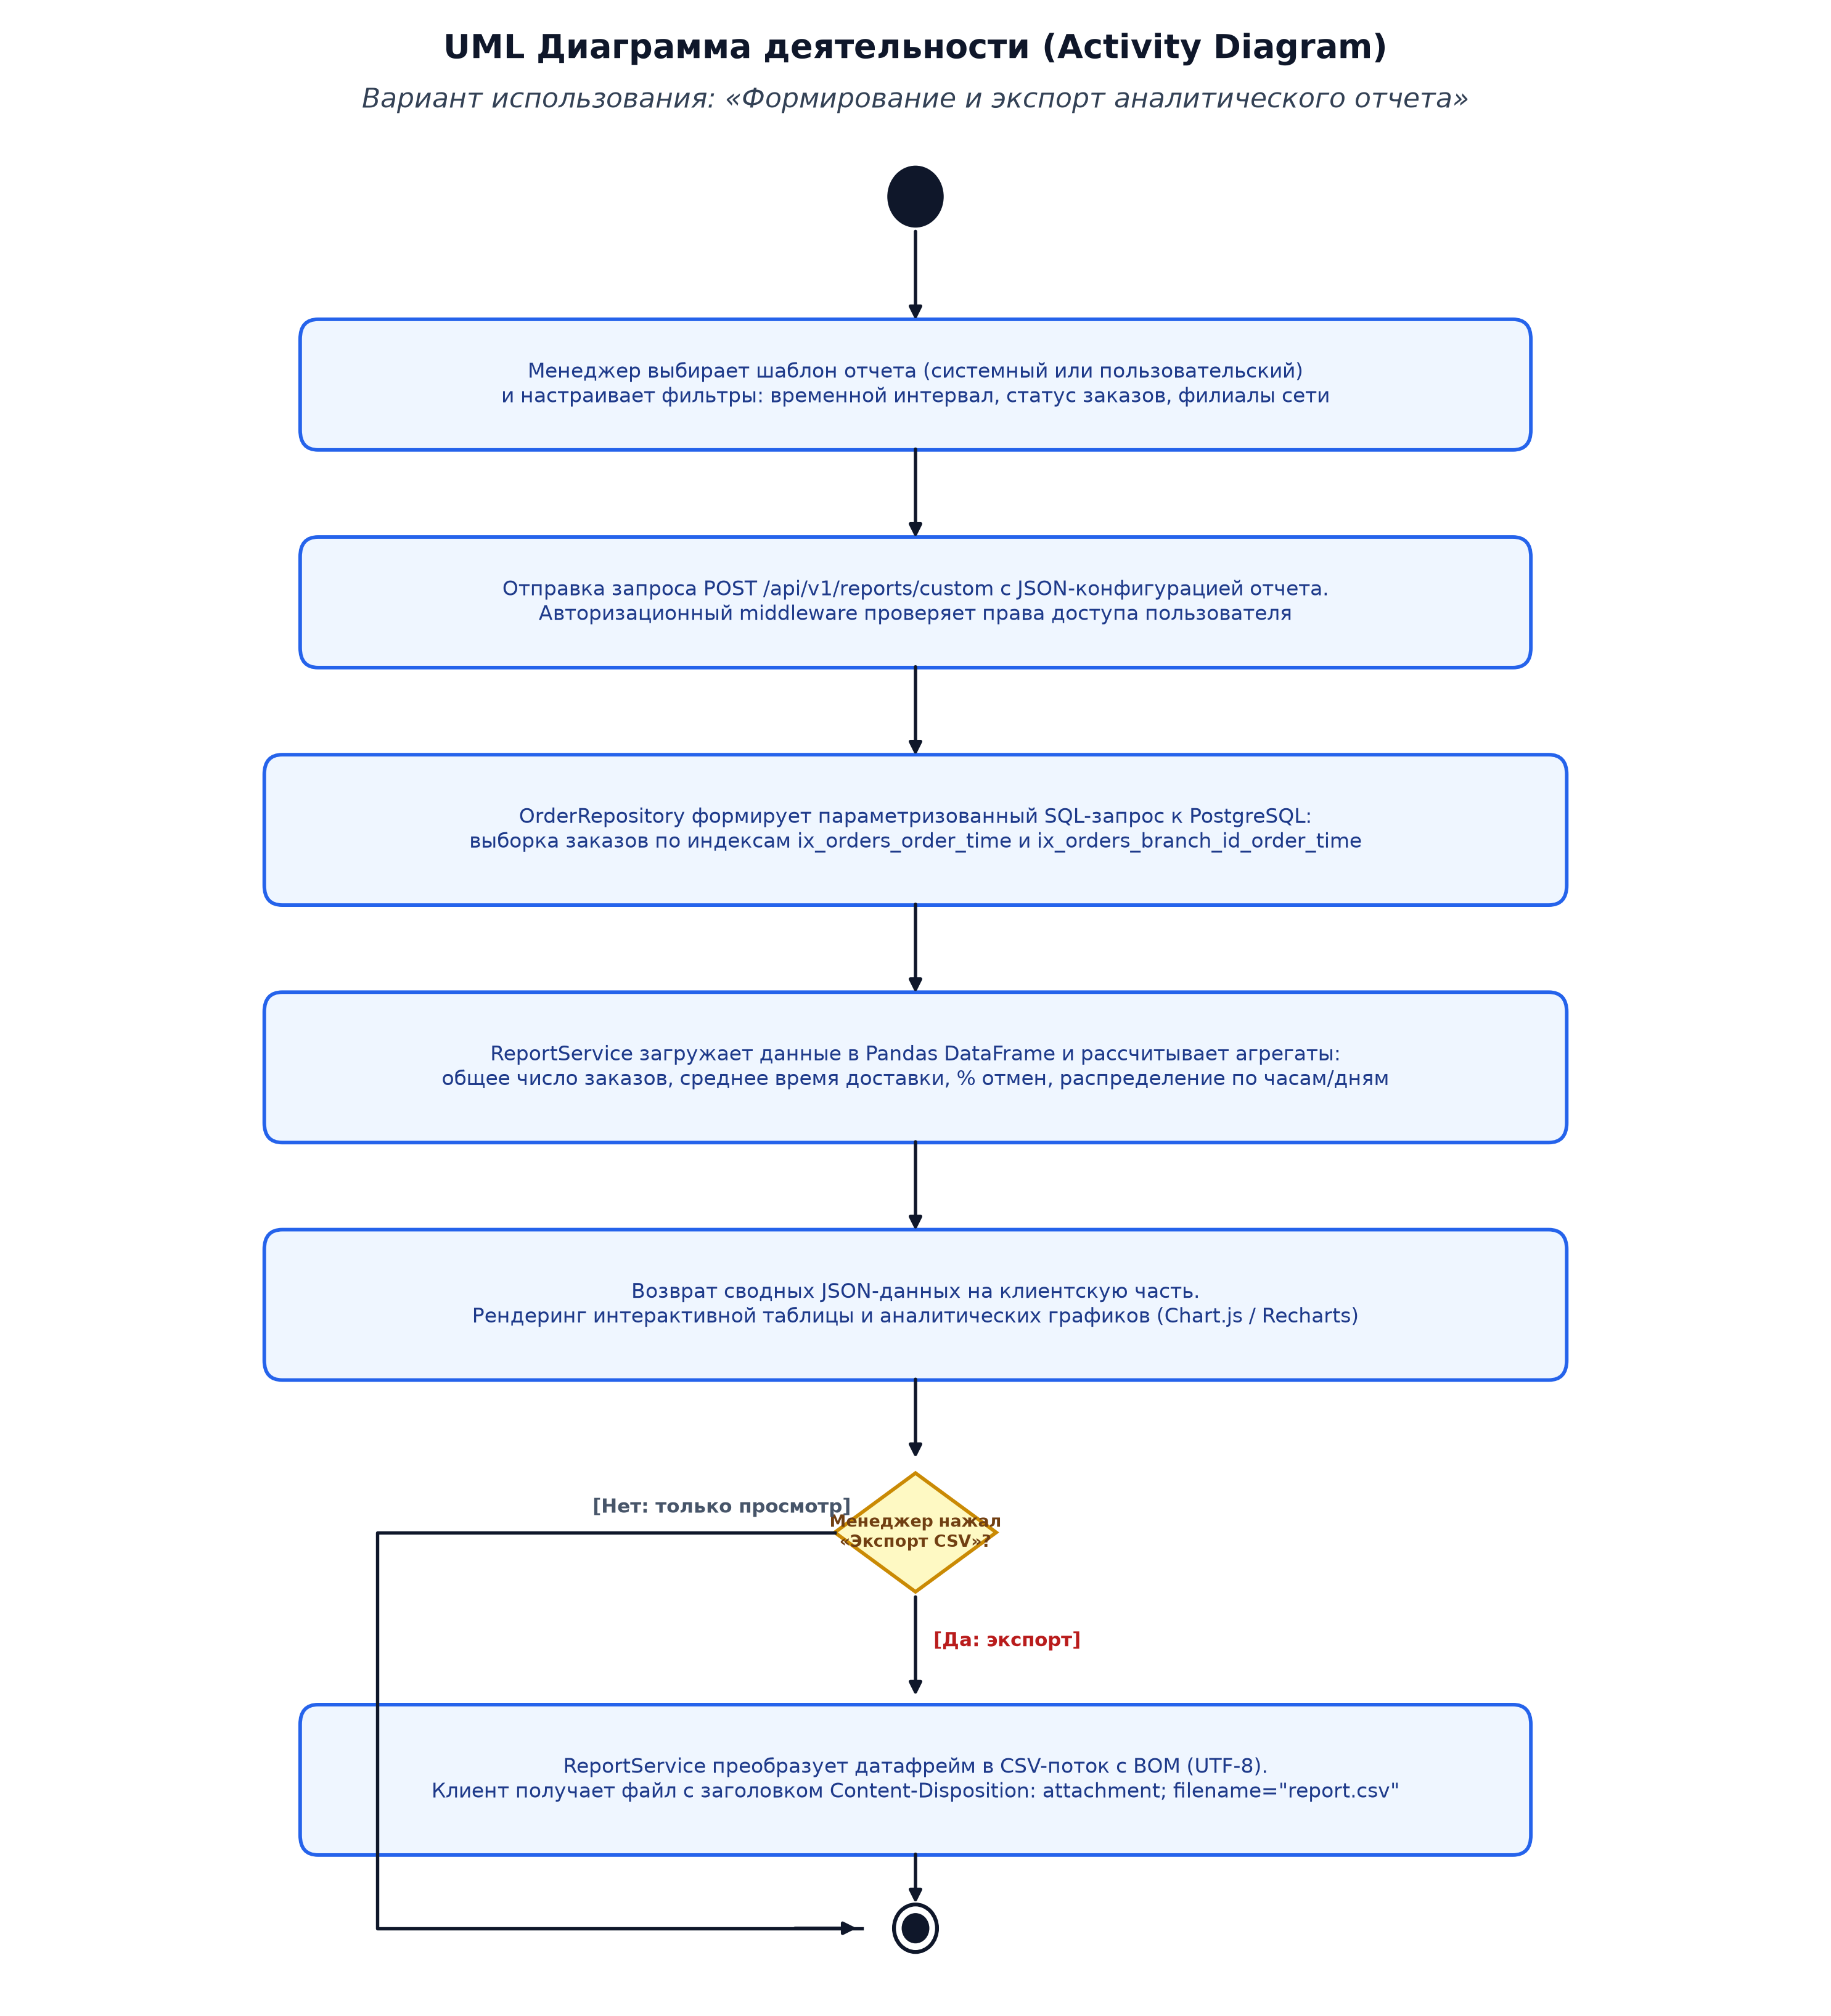 UML Диаграмма деятельности (Activity Diagram)
Вариант использования: «Формирование и экспорт аналитического отчета»
Менеджер выбирает шаблон отчета (системный или пользовательский)
и настраивает фильтры: временной интервал, статус заказов, филиалы сети
Отправка запроса POST /api/v1/reports/custom с JSON-конфигурацией отчета.
Авторизационный middleware проверяет права доступа пользователя
OrderRepository формирует параметризованный SQL-запрос к PostgreSQL:
выборка заказов по индексам ix_orders_order_time и ix_orders_branch_id_order_time
ReportService загружает данные в Pandas DataFrame и рассчитывает агрегаты:
общее число заказов, среднее время доставки, % отмен, распределение по часам/дням
Возврат сводных JSON-данных на клиентскую часть.
Рендеринг интерактивной таблицы и аналитических графиков (Chart.js / Recharts)
[Нет: только просмотр]
Менеджер нажал
«Экспорт CSV»?
[Да: экспорт]
ReportService преобразует датафрейм в CSV-поток с BOM (UTF-8).
Клиент получает файл с заголовком Content-Disposition: attachment; filename="report.csv"